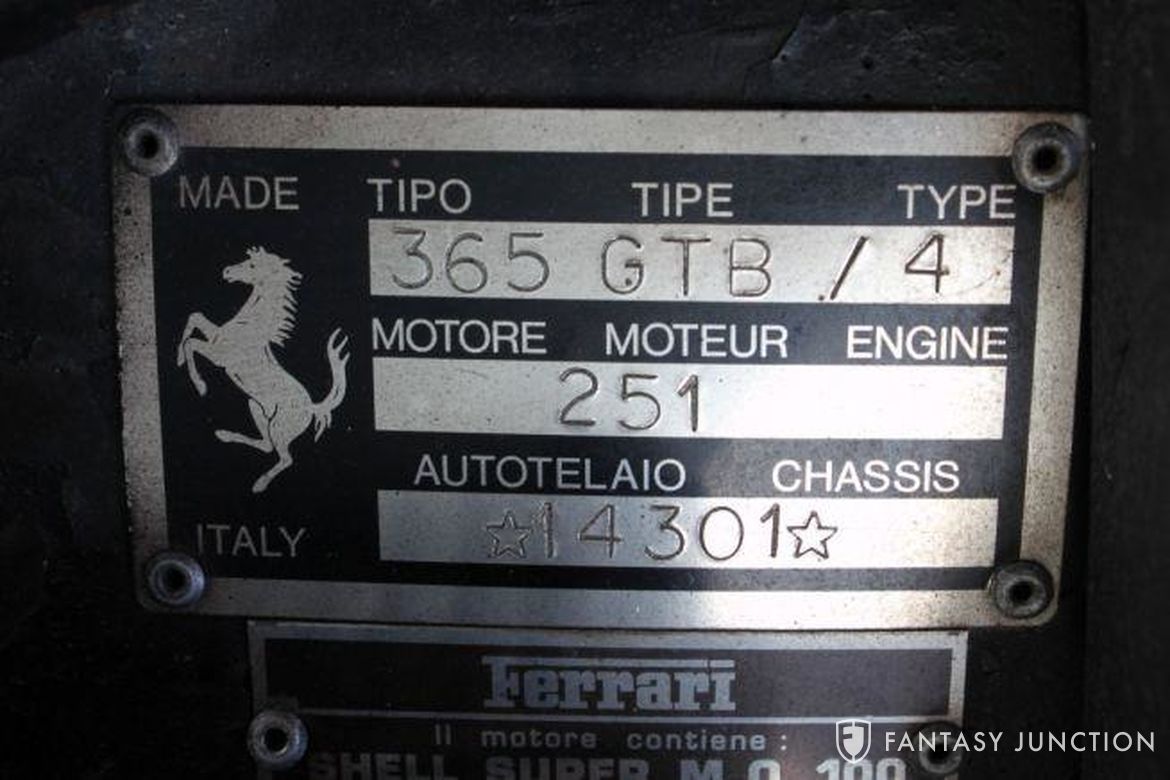 MADE TIPO TIPE TYPE
365 GTB / 4
MOTORE MOTEUR ENGINE
251
AUTOTELAIO CHASSIS
ITALY ☆14301☆
Ferrari
Il motore contiene :
SHELL SUPER M.O. 100
FANTASY JUNCTION